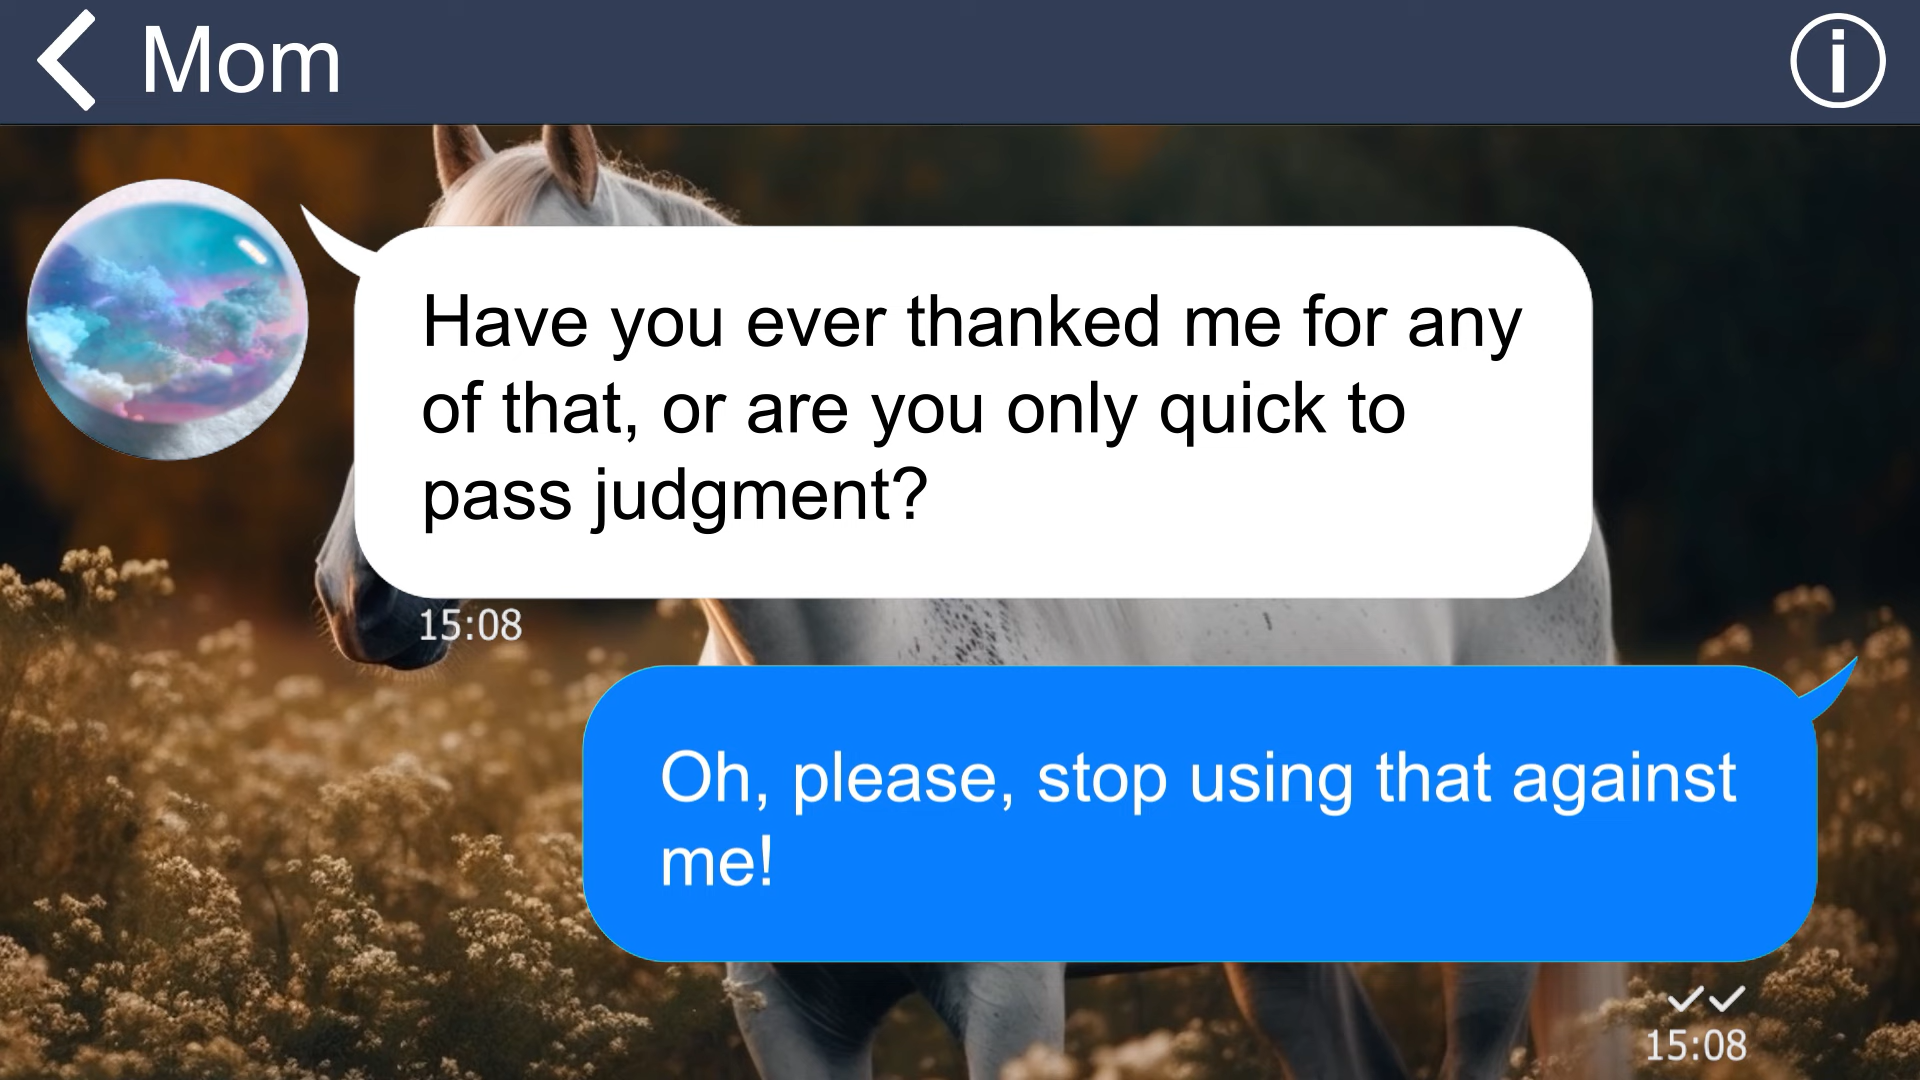 Mom
Have you ever thanked me for any
of that, or are you only quick to
pass judgment?
15:08
Oh, please, stop using that against
me!
15:08